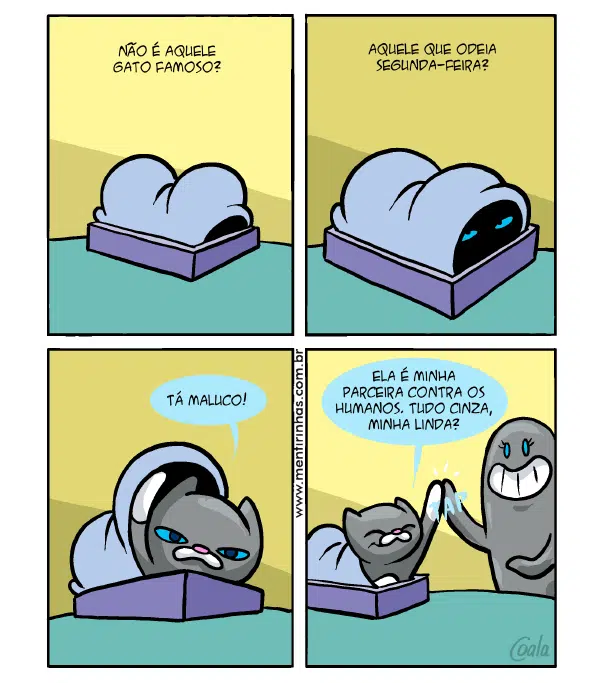 NÃO É AQUELE
GATO FAMOSO?
AQUELE QUE ODEIA
SEGUNDA-FEIRA?
TÁ MALUCO!
www.mentirinhas.com.br
ELA É MINHA
PARCEIRA CONTRA OS
HUMANOS. TUDO CINZA,
MINHA LINDA?
TAP
Coala